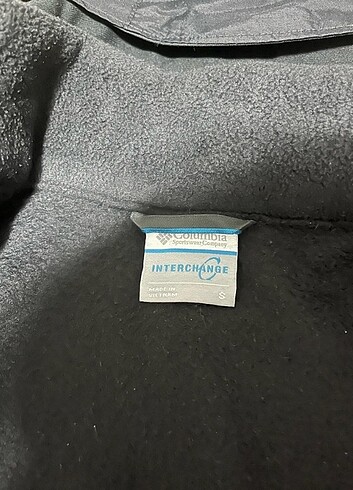 Columbia
Sportswear Company
INTERCHANGE
MADE IN
VIETNAM
S